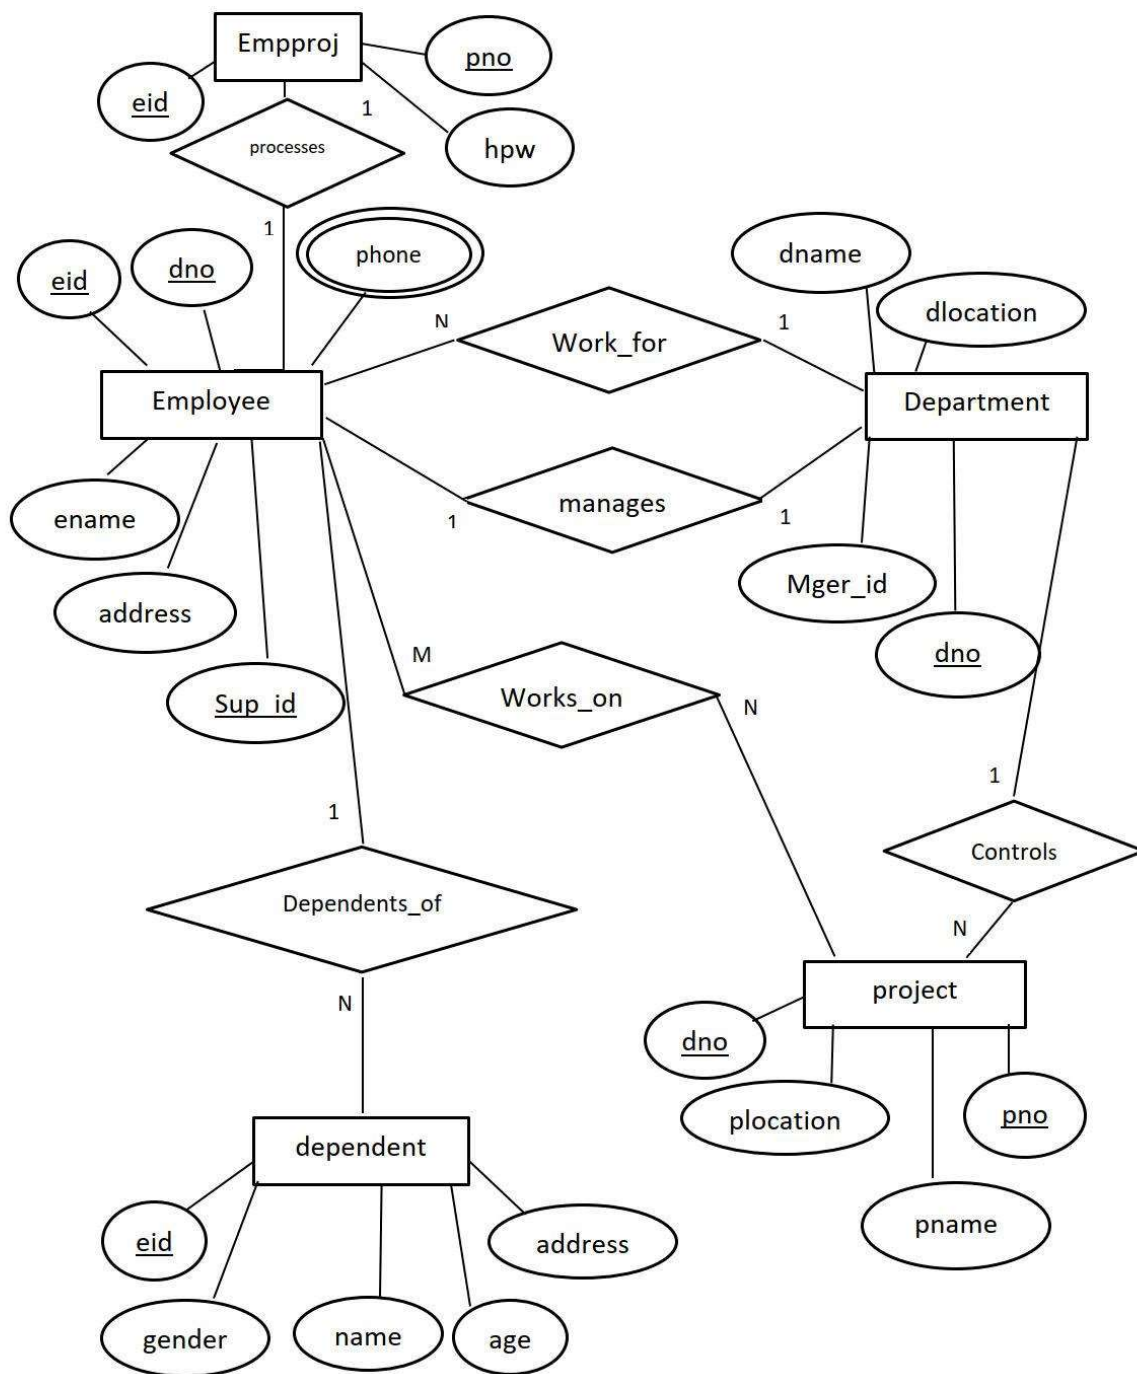 Empproj
pno
eid
1
processes
hpw
1
phone
dname
dno
eid
dlocation
N
1
Work_for
Employee
Department
manages
ename
1
1
Mger_id
address
dno
M
Works_on
Sup_id
N
1
1
Controls
Dependents_of
N
project
N
dno
pno
plocation
dependent
pname
eid
address
gender
name
age